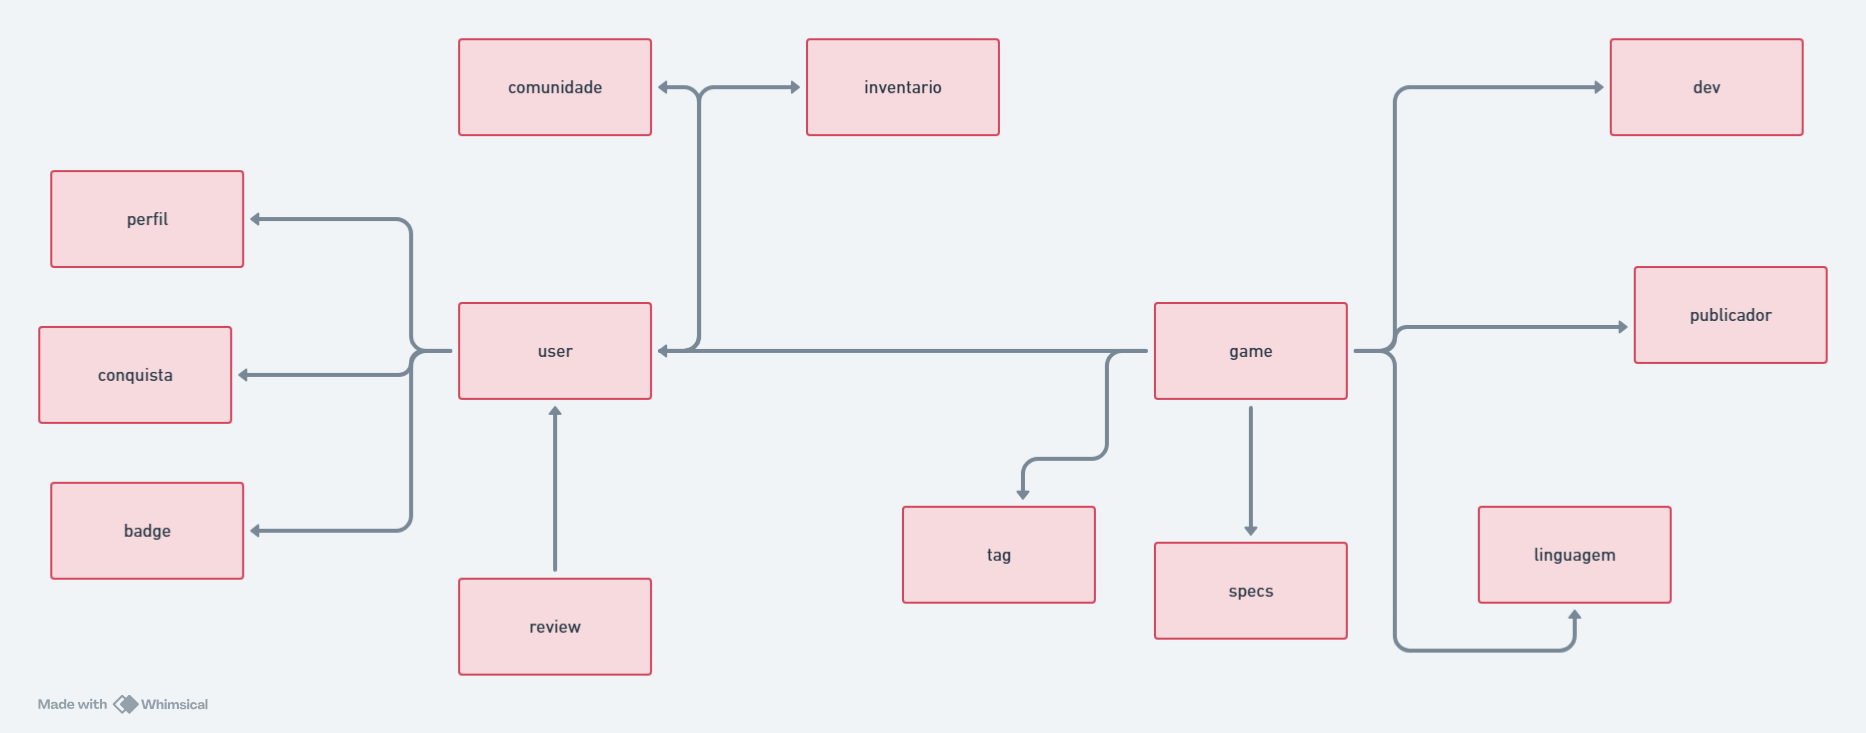 comunidade
inventario
dev
perfil
publicador
user
game
conquista
badge
tag
linguagem
specs
review
Made with Whimsical